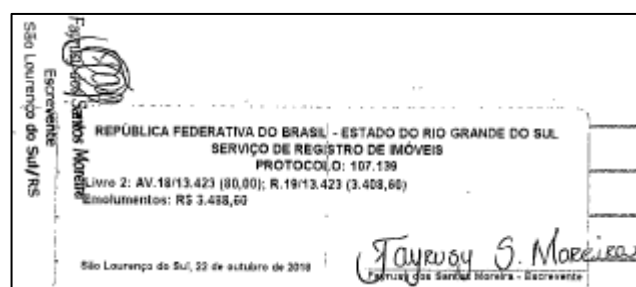 Fayrusy dos Santos Moreira
Escrevente
São Lourenço do Sul/RS
REPÚBLICA FEDERATIVA DO BRASIL - ESTADO DO RIO GRANDE DO SUL
SERVIÇO DE REGISTRO DE IMÓVEIS
PROTOCOLO: 107.139
Livro 2: AV.18/13.423 (80,00); R.19/13.423 (3.408,60)
Emolumentos: R$ 3.488,60
São Lourenço do Sul, 22 de outubro de 2018
Fayrusy S. Moreira
Fayrusy dos Santos Moreira - Escrevente